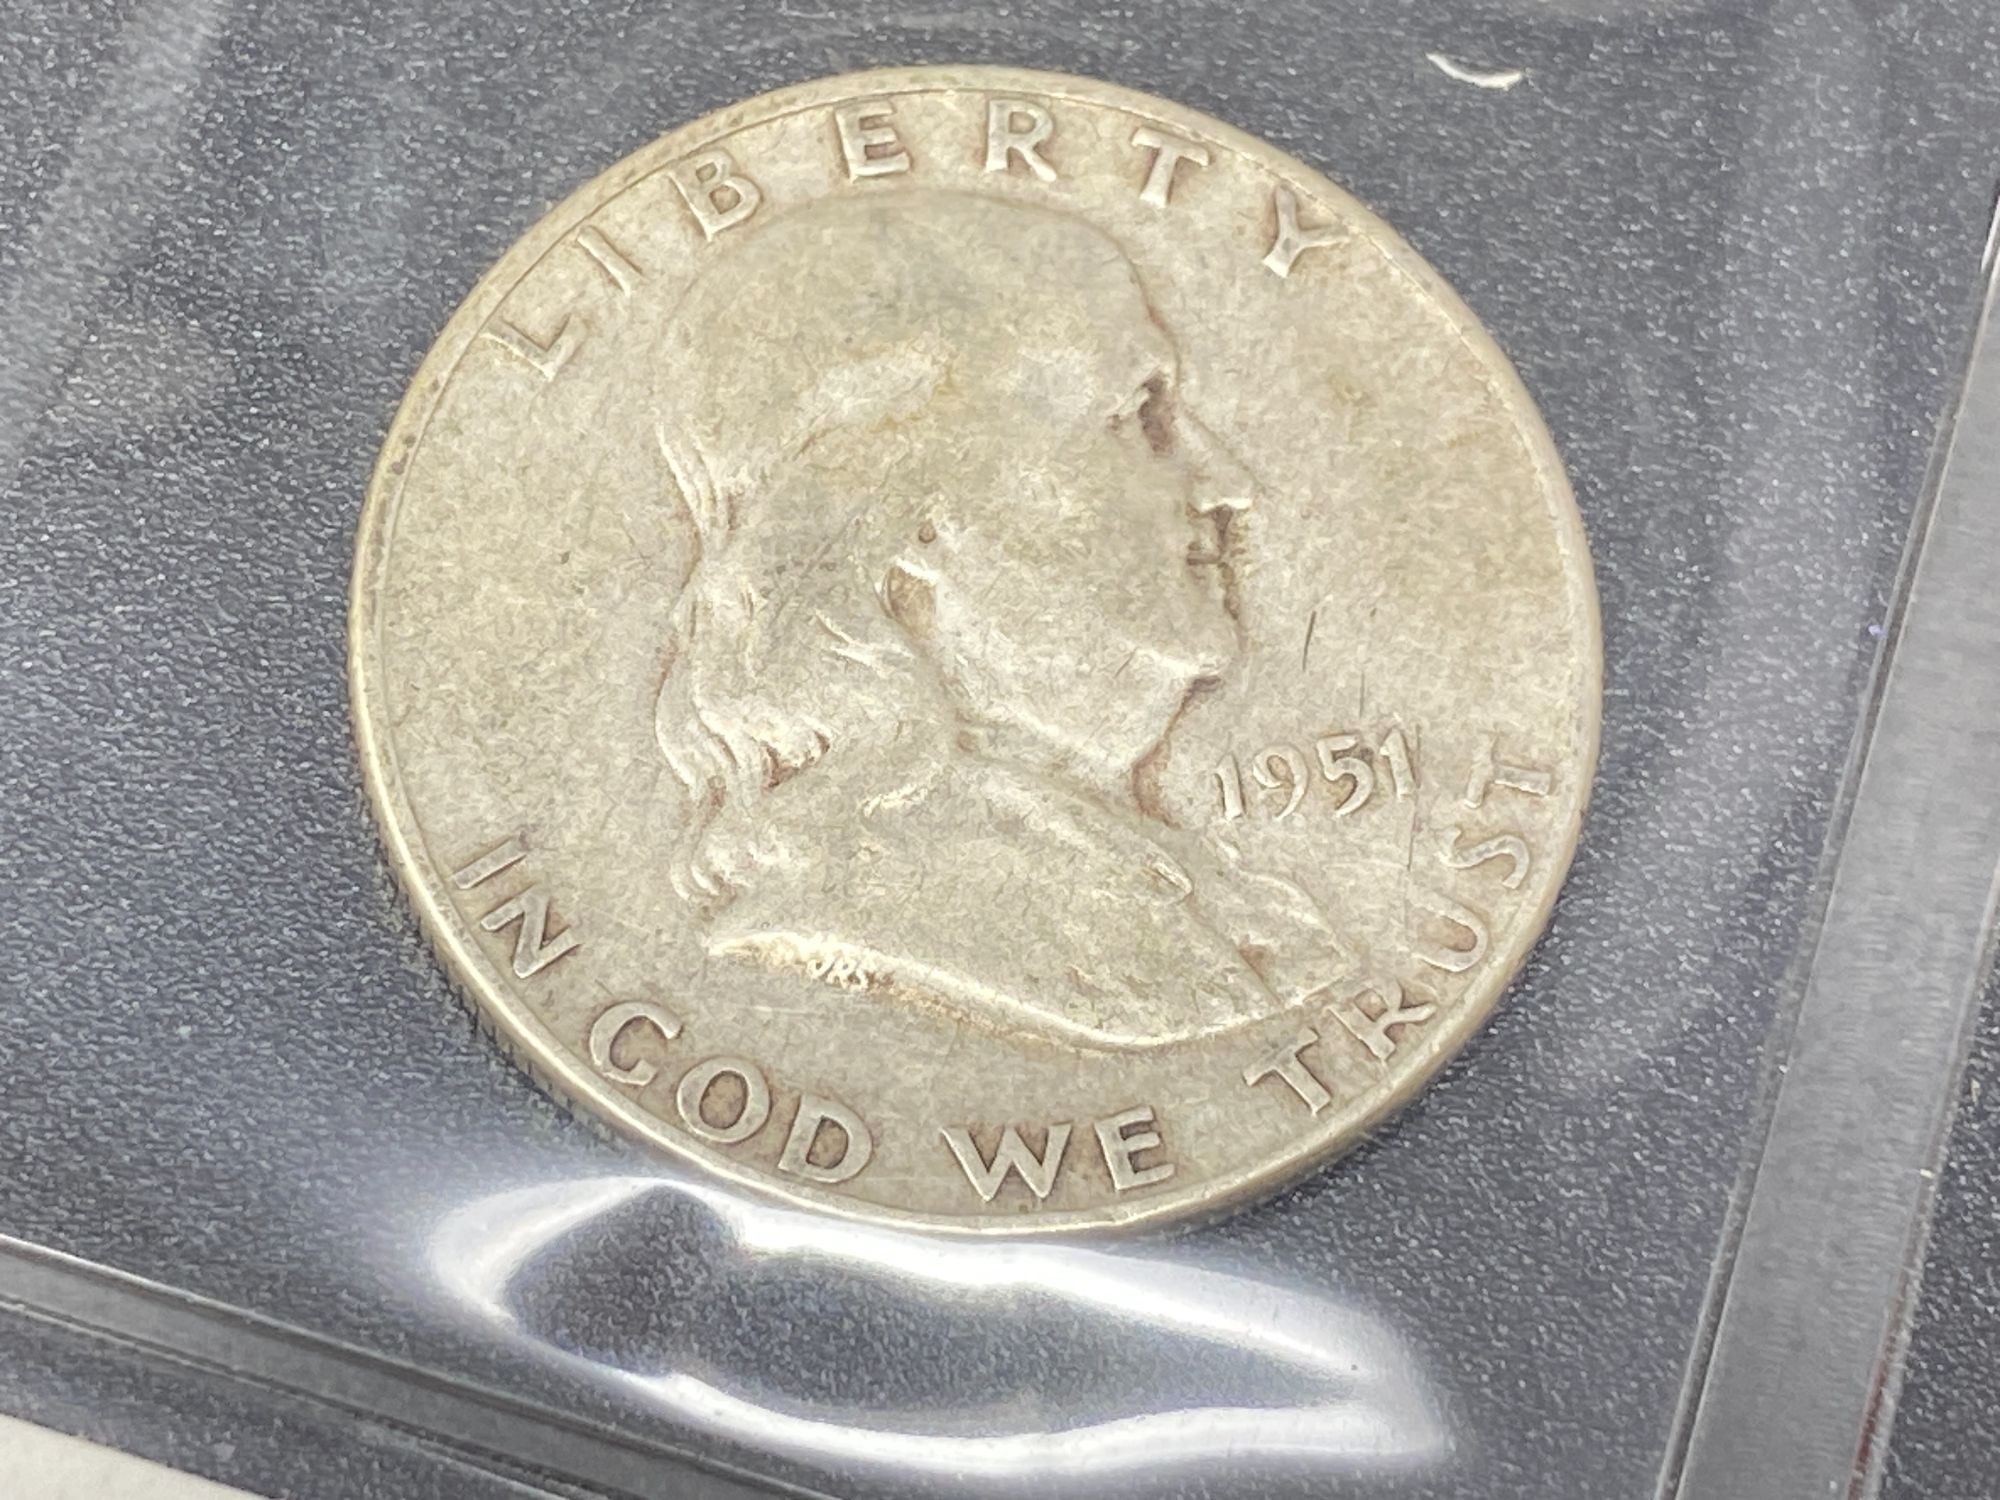 LIBERTY
1951
JRS
IN GOD WE TRUST